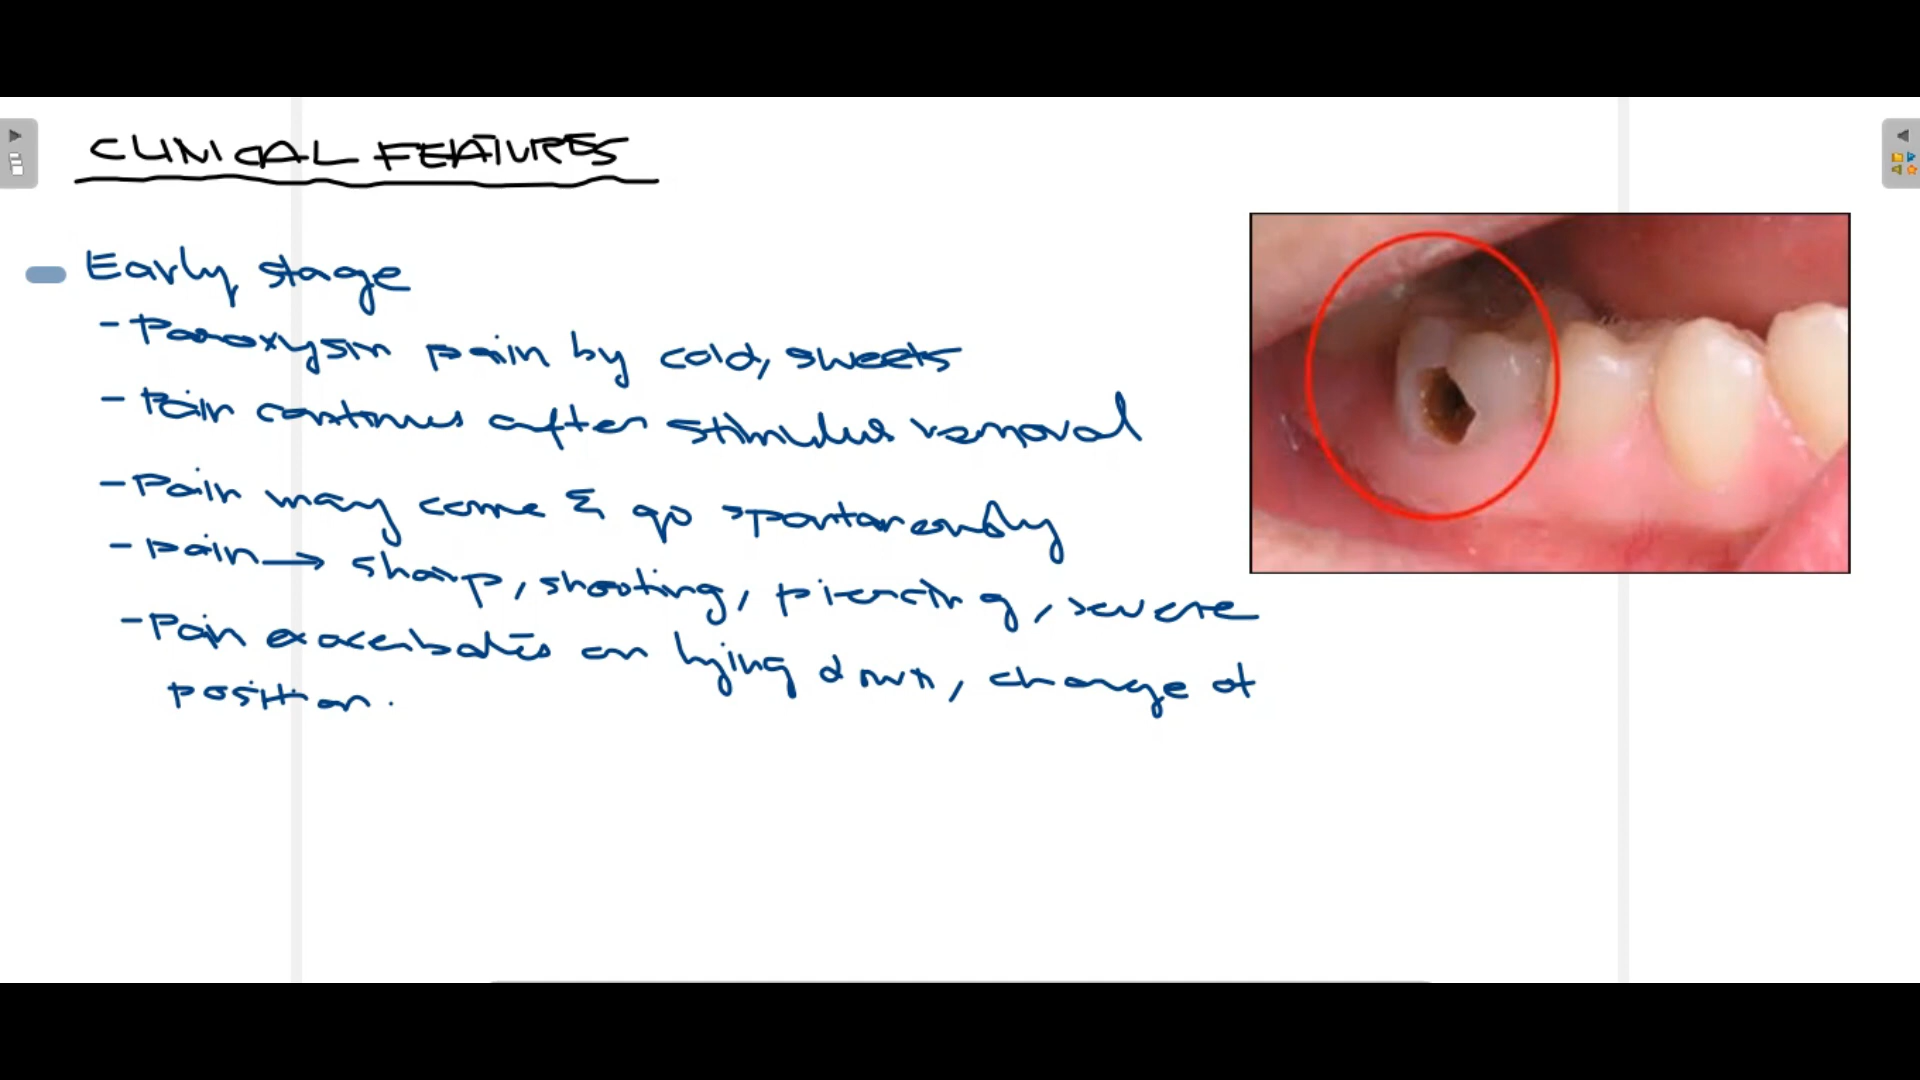 CLINICAL FEATURES
Early stage
- Paroxysm pain by cold, sweets
- Pain continues after stimulus removal
- Pain may come & go spontaneously
- pain → sharp, shooting, piercing, severe
- Pain exacerbates on lying down, change of
position.